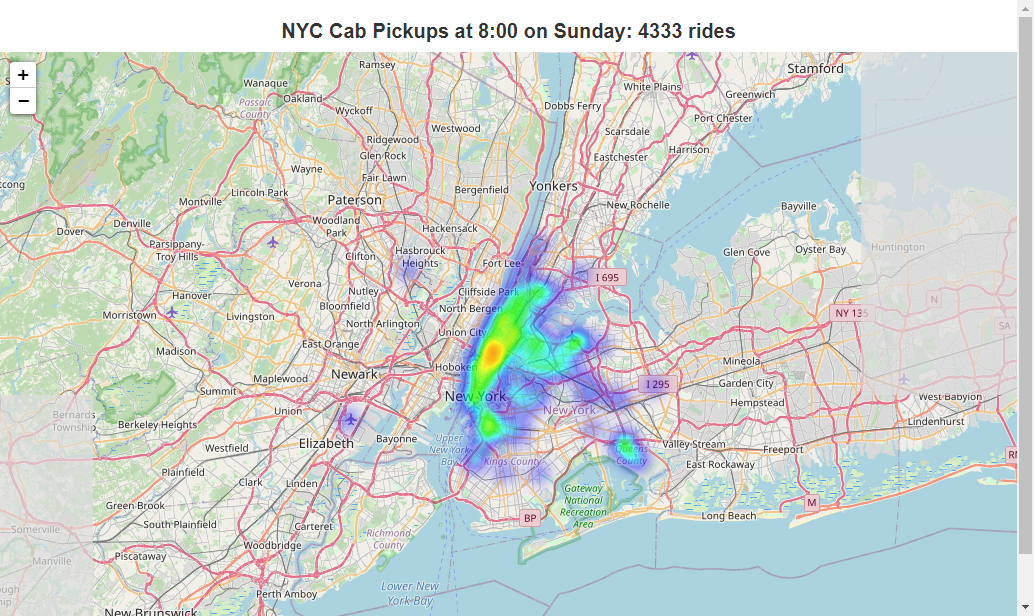 NYC Cab Pickups at 8:00 on Sunday: 4333 rides
+
−
Ramsey
Stamford
Wanaque
Oakland
White Plains
Greenwich
Passaic
County
Wyckoff
Dobbs Ferry
Port Chester
Westwood
Scarsdale
Ridgewood
Harrison
Glen Rock
Eastchester
Wayne
Fair Lawn
Lincoln Park
Bergenfield
Yonkers
Montville
Paterson
New Rochelle
Bayville
Denville
Woodland
Park
Hackensack
Dover
Parsippany-
Troy Hills
Clifton
Hasbrouck
Heights
Fort Lee
Glen Cove
Oyster Bay
Huntington
I 695
Verona
Nutley
Cliffside Park
Hanover
Bloomfield
North Bergen
N
Morristown
Livingston
North Arlington
Union City
NY 135
SA
East Orange
Madison
Hoboken
Mineola
Maplewood
Newark
I 295
Garden City
Summit
New York
West Babylon
Union
New York
Hempstead
Bernards
Township
Berkeley Heights
Lindenhurst
Elizabeth
Bayonne
Upper
New York
Bay
Queens
County
Valley Stream
Freeport
Westfield
Kings County
East Rockaway
Plainfield
Clark
Linden
Gateway
National
Recreation
Area
Green Brook
M
South Plainfield
BP
Long Beach
Somerville
Carteret
Richmond
County
Woodbridge
Piscataway
Manville
Perth Amboy
Lower New
York Bay
New Brunswick